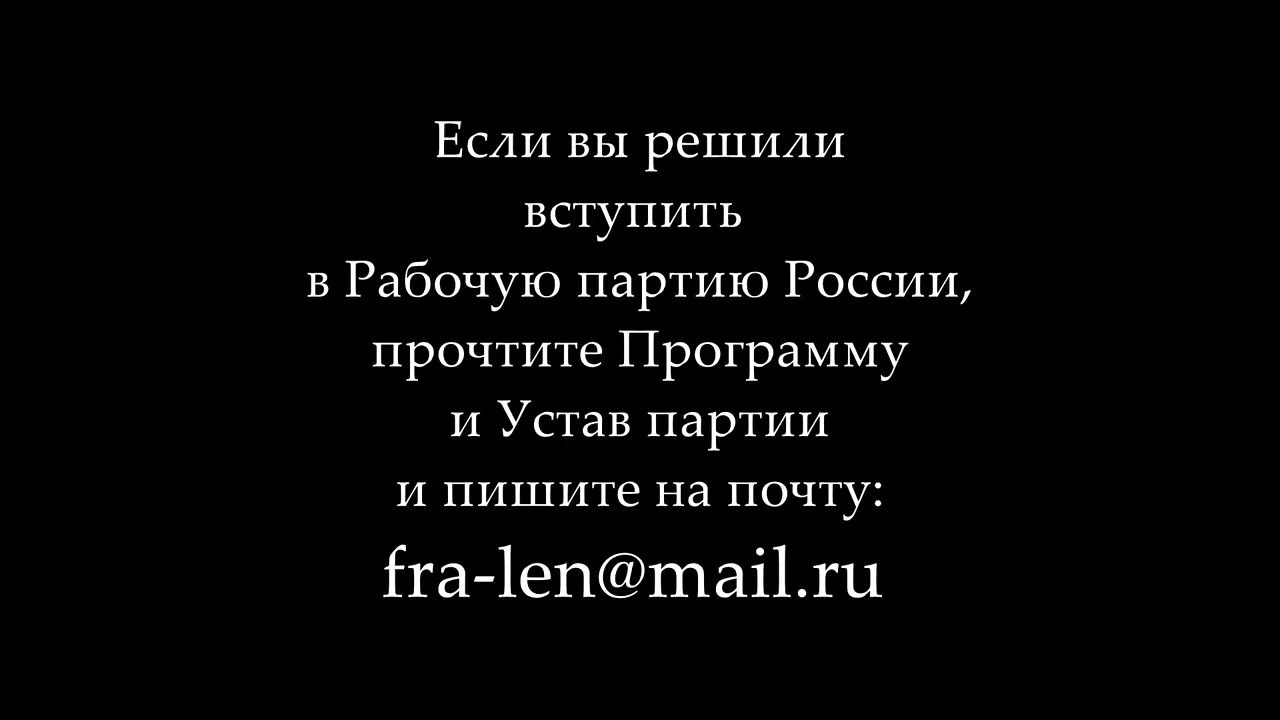 Если вы решили
вступить
в Рабочую партию России,
прочтите Программу
и Устав партии
и пишите на почту:
fra-len@mail.ru